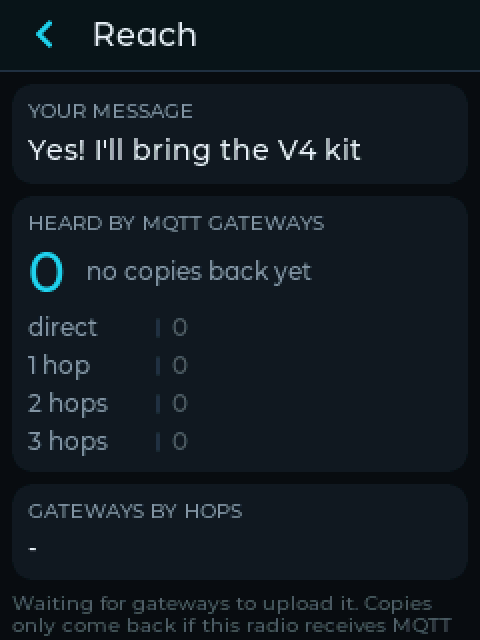 Reach
YOUR MESSAGE
Yes! I'll bring the V4 kit
HEARD BY MQTT GATEWAYS
0 no copies back yet
direct 0
1 hop 0
2 hops 0
3 hops 0
GATEWAYS BY HOPS
-
Waiting for gateways to upload it. Copies
only come back if this radio receives MQTT